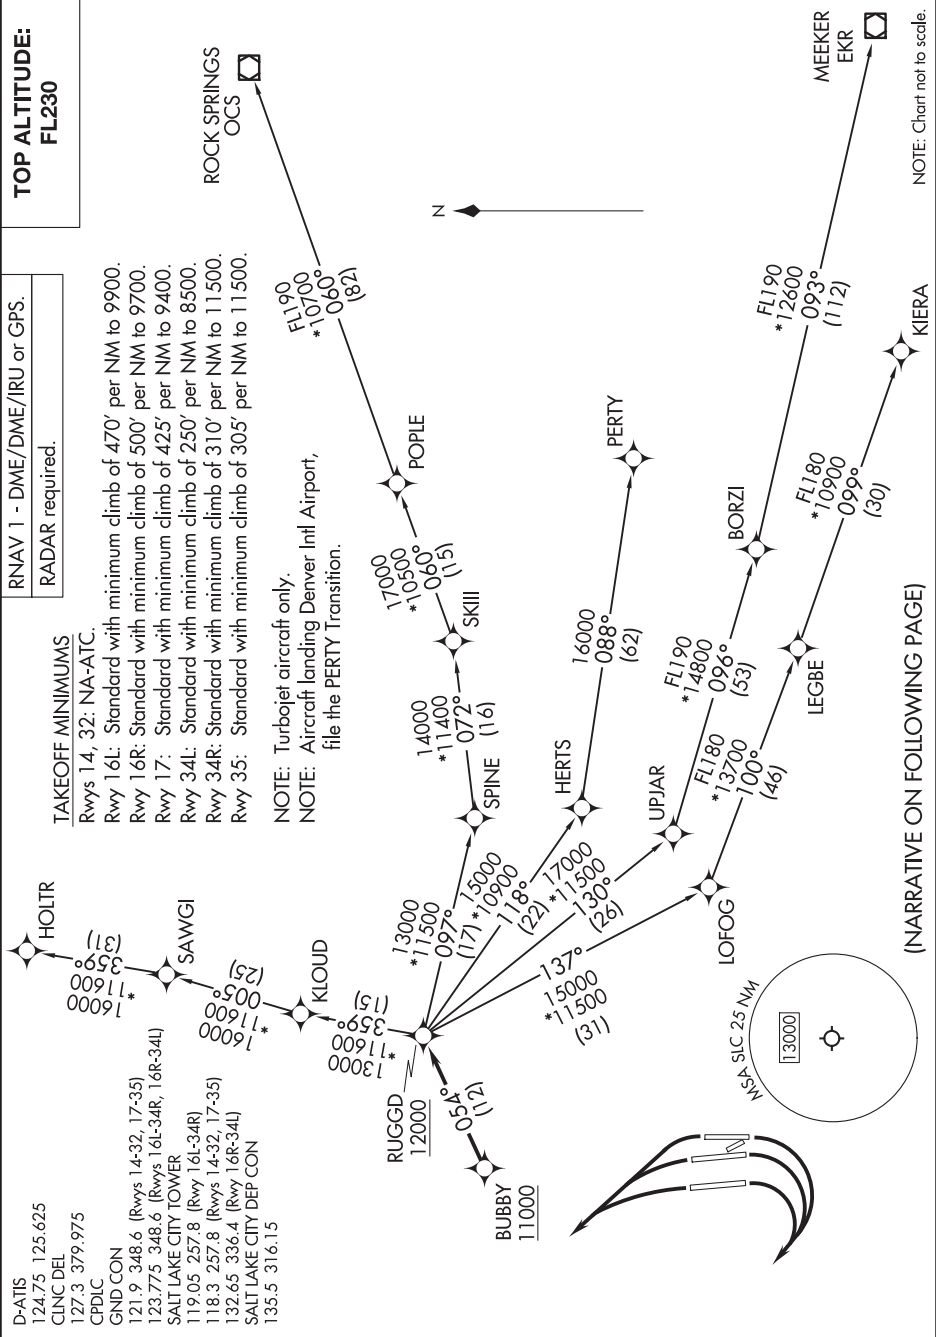 TOP ALTITUDE:
FL230
RNAV 1 - DME/DME/IRU or GPS.
RADAR required.
D-ATIS
124.75 125.625
CLNC DEL
127.3 379.975
CPDLC
GND CON
121.9 348.6 (Rwys 14-32, 17-35)
123.775 348.6 (Rwys 16L-34R, 16R-34L)
SALT LAKE CITY TOWER
119.05 257.8 (Rwy 16L-34R)
118.3 257.8 (Rwys 14-32, 17-35)
132.65 336.4 (Rwy 16R-34L)
SALT LAKE CITY DEP CON
135.5 316.15
TAKEOFF MINIMUMS
Rwys 14, 32: NA-ATC.
Rwy 16L: Standard with minimum climb of 470' per NM to 9900.
Rwy 16R: Standard with minimum climb of 500' per NM to 9700.
Rwy 17: Standard with minimum climb of 425' per NM to 9400.
Rwy 34L: Standard with minimum climb of 250' per NM to 8500.
Rwy 34R: Standard with minimum climb of 310' per NM to 11500.
Rwy 35: Standard with minimum climb of 305' per NM to 11500.
NOTE: Turbojet aircraft only.
NOTE: Aircraft landing Denver Intl Airport,
file the PERTY Transition.
HOLTR
16000
*11600
359°
(31)
SAWGI
16000
*11600
005°
(25)
KLOUD
13000
*11600
359°
(15)
RUGGD
12000
054°
(12)
BUBBY
11000
13000
*11500
097°
(17)
SPINE
14000
*11400
072°
(16)
SKIII
17000
*10500
060°
(15)
POPLE
FL190
*10700
060°
(82)
ROCK SPRINGS
OCS
N
15000
*10900
118°
(22)
HERTS
16000
088°
(62)
PERTY
17000
*11500
130°
(26)
UPJAR
FL190
*14800
096°
(53)
BORZI
FL190
*12600
093°
(112)
MEEKER
EKR
137°
15000
*11500
(31)
LOFOG
FL180
*13700
100°
(46)
LEGBE
FL180
*10900
099°
(30)
KIERA
MSA SLC 25 NM
13000
(NARRATIVE ON FOLLOWING PAGE)
NOTE: Chart not to scale.